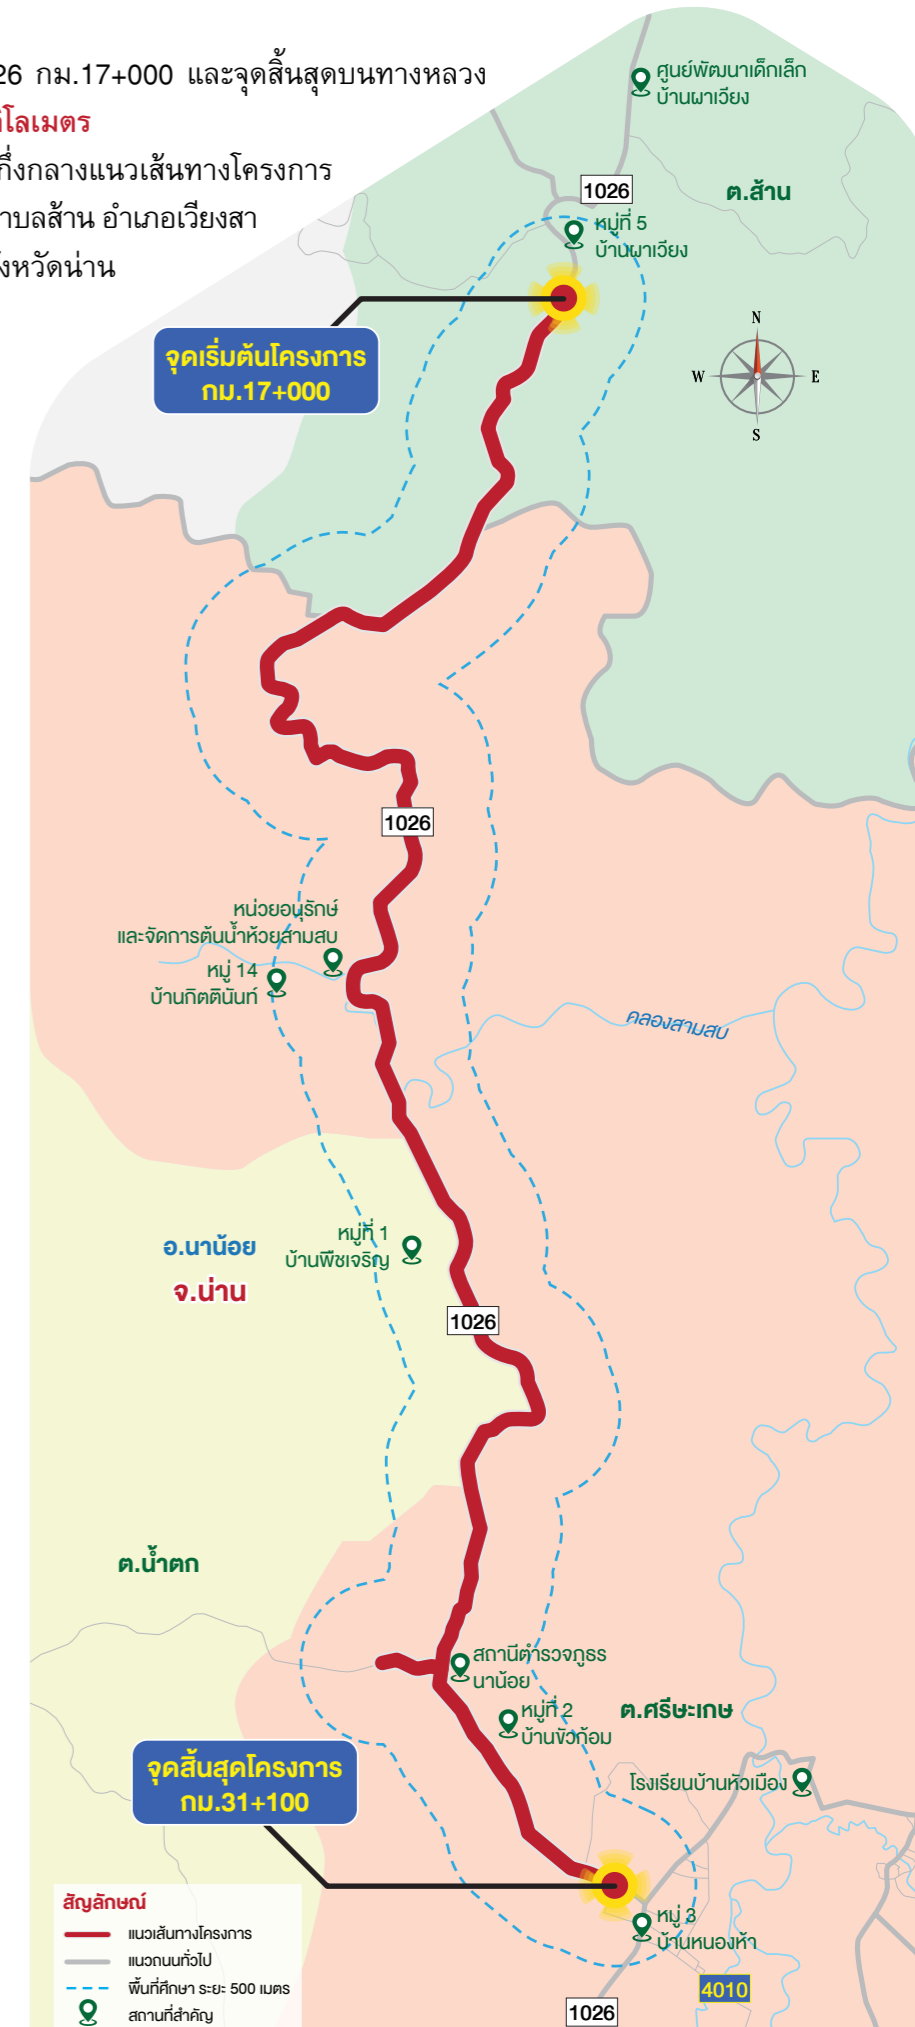 26 กม.17+000 และจุดสิ้นสุดบนทางหลวง
กิโลเมตร
กึ่งกลางแนวเส้นทางโครงการ
ตำบลส้าน อำเภอเวียงสา
จังหวัดน่าน
ศูนย์พัฒนาเด็กเล็ก
บ้านผาเวียง
1026
ต.ส้าน
หมู่ที่ 5
บ้านผาเวียง
จุดเริ่มต้นโครงการ
กม.17+000
N
W
E
S
1026
หน่วยอนุรักษ์
และจัดการต้นน้ำห้วยสามสบ
หมู่ 14
บ้านกิตตินันท์
คลองสามสบ
อ.นาน้อย
จ.น่าน
หมู่ที่ 1
บ้านพืชเจริญ
1026
ต.น้ำตก
สถานีตำรวจภูธร
นาน้อย
หมู่ที่ 2
บ้านขัวก้อม
ต.ศรีษะเกษ
จุดสิ้นสุดโครงการ
กม.31+100
โรงเรียนบ้านหัวเมือง
หมู่ 3
บ้านหนองห้า
4010
1026
สัญลักษณ์
แนวเส้นทางโครงการ
แนวถนนทั่วไป
พื้นที่ศึกษา ระยะ 500 เมตร
สถานที่สำคัญ